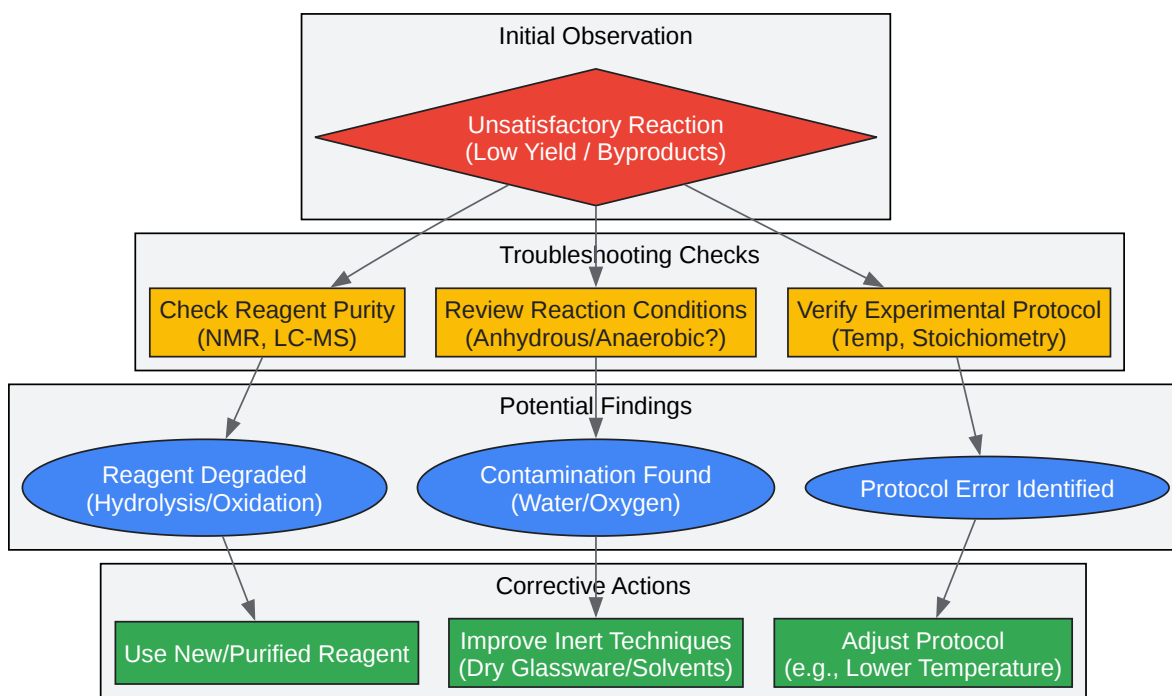 Initial Observation
Unsatisfactory Reaction
(Low Yield / Byproducts)
Troubleshooting Checks
Check Reagent Purity
(NMR, LC-MS)
Review Reaction Conditions
(Anhydrous/Anaerobic?)
Verify Experimental Protocol
(Temp, Stoichiometry)
Potential Findings
Reagent Degraded
(Hydrolysis/Oxidation)
Contamination Found
(Water/Oxygen)
Protocol Error Identified
Corrective Actions
Use New/Purified Reagent
Improve Inert Techniques
(Dry Glassware/Solvents)
Adjust Protocol
(e.g., Lower Temperature)